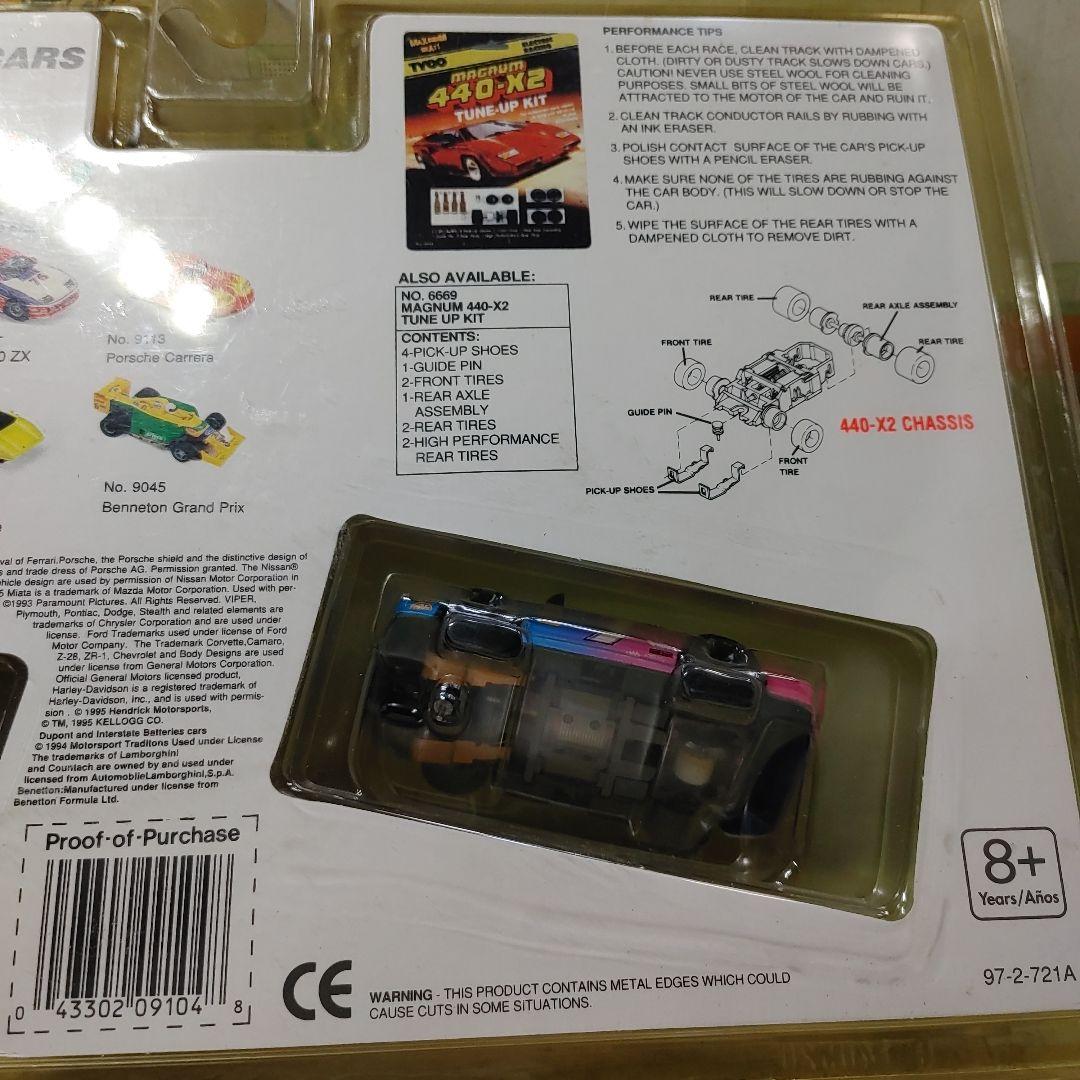 CARS
MAXIMUM
TYCO
ELECTRIC
RACING
MAGNUM
440-X2
TUNE-UP KIT
PERFORMANCE TIPS
1. BEFORE EACH RACE, CLEAN TRACK WITH DAMPENED
CLOTH. (DIRTY OR DUSTY TRACK SLOWS DOWN CARS.)
CAUTION! NEVER USE STEEL WOOL FOR CLEANING
PURPOSES. SMALL BITS OF STEEL WOOL WILL BE
ATTRACTED TO THE MOTOR OF THE CAR AND RUIN IT.
2. CLEAN TRACK CONDUCTOR RAILS BY RUBBING WITH
AN INK ERASER.
3. POLISH CONTACT SURFACE OF THE CAR'S PICK-UP
SHOES WITH A PENCIL ERASER.
4. MAKE SURE NONE OF THE TIRES ARE RUBBING AGAINST
THE CAR BODY. (THIS WILL SLOW DOWN OR STOP THE
CAR.)
5. WIPE THE SURFACE OF THE REAR TIRES WITH A
DAMPENED CLOTH TO REMOVE DIRT.
ALSO AVAILABLE:
NO. 6669
MAGNUM 440-X2
TUNE UP KIT
CONTENTS:
4-PICK-UP SHOES
1-GUIDE PIN
2-FRONT TIRES
1-REAR AXLE
ASSEMBLY
2-REAR TIRES
2-HIGH PERFORMANCE
REAR TIRES
REAR TIRE
REAR AXLE ASSEMBLY
FRONT TIRE
REAR TIRE
GUIDE PIN
440-X2 CHASSIS
FRONT
TIRE
PICK-UP SHOES
0 ZX
No. 9113
Porsche Carrera
No. 9045
Benneton Grand Prix
val of Ferrari.Porsche, the Porsche shield and the distinctive design of
s and trade dress of Porsche AG. Permission granted. The Nissan®
hicle design are used by permission of Nissan Motor Corporation in
5 Miata is a trademark of Mazda Motor Corporation. Used with per-
©1993 Paramount Pictures. All Rights Reserved. VIPER,
Plymouth, Pontiac, Dodge, Stealth and related elements are
trademarks of Chrysler Corporation and are used under
license. Ford Trademarks used under license of Ford
Motor Company. The Trademark Corvette,Camaro,
Z-28, ZR-1, Chevrolet and Body Designs are used
under license from General Motors Corporation.
Official General Motors licensed product,
Harley-Davidson is a registered trademark of
Harley-Davidson, Inc., and is used with permis-
sion . © 1995 Hendrick Motorsports,
© TM, 1995 KELLOGG CO.
Dupont and Interstate Batteries cars
© 1994 Motorsport Traditons Used under License
The trademarks of Lamborghini
and Countach are owned by and used under
licensed from AutomobileLamborghini,S.p.A.
Benetton:Manufactured under license from
Benetton Formula Ltd.
Proof-of-Purchase
0 43302 09104 8
CE
WARNING - THIS PRODUCT CONTAINS METAL EDGES WHICH COULD
CAUSE CUTS IN SOME SITUATIONS.
8+
Years/Años
97-2-721A